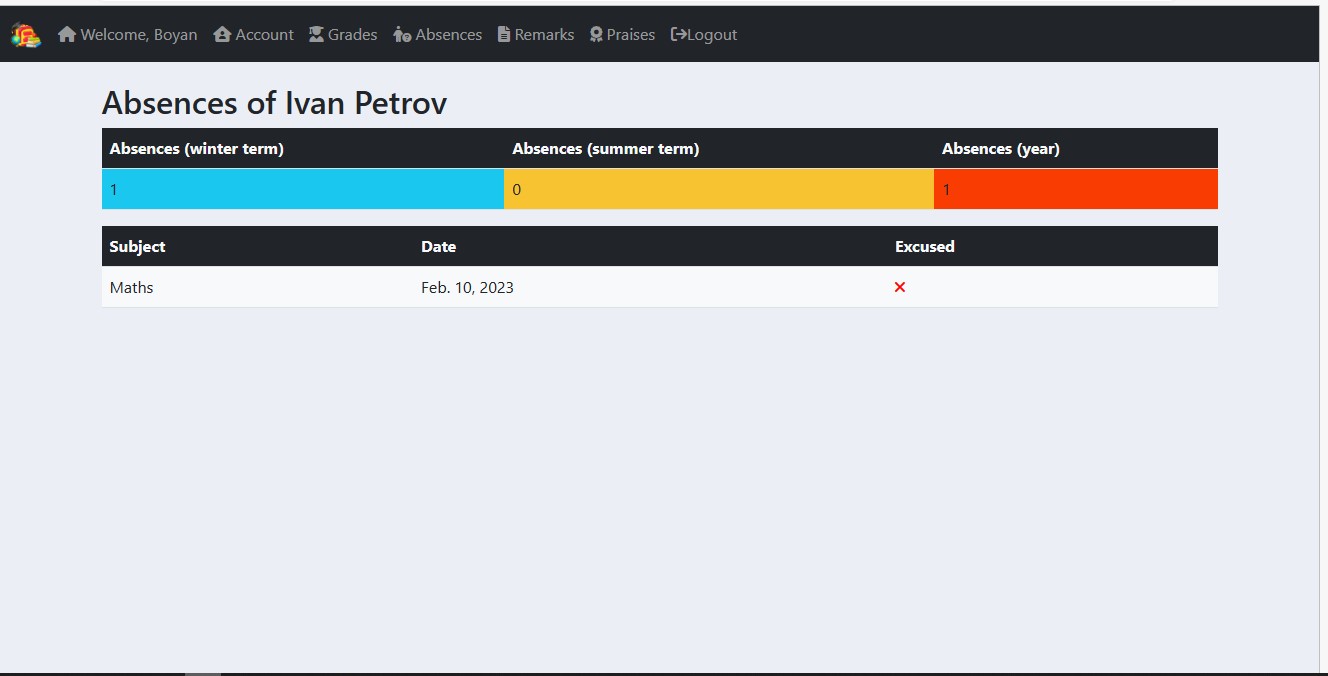 Welcome, Boyan Account Grades Absences Remarks Praises Logout
Absences of Ivan Petrov
Absences (winter term) Absences (summer term) Absences (year)
1 0 1
Subject Date Excused
Maths Feb. 10, 2023